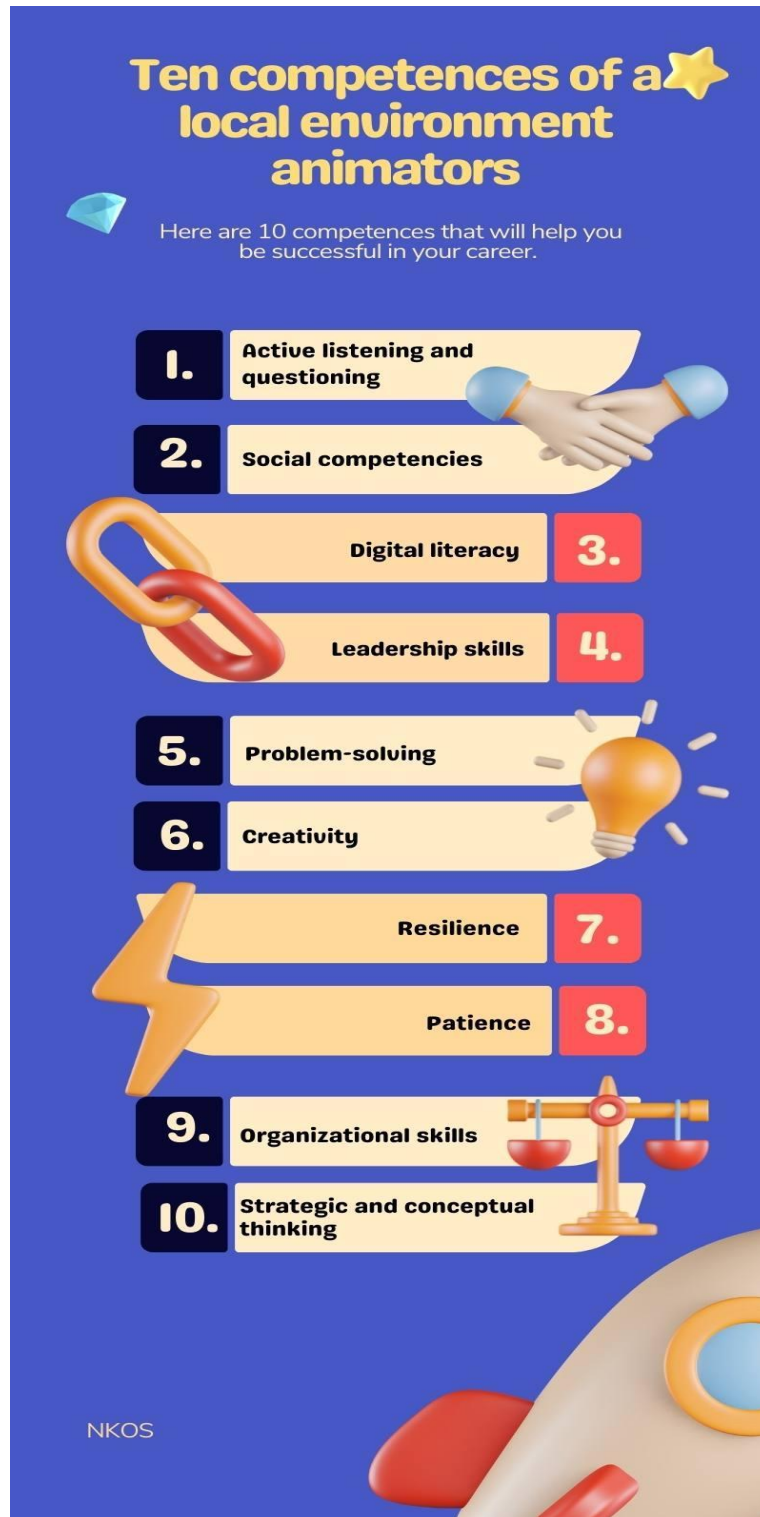 Ten competences of a
local environment
animators
Here are 10 competences that will help you
be successful in your career.
1. Active listening and
questioning
2. Social competencies
Digital literacy 3.
Leadership skills 4.
5. Problem-solving
6. Creativity
Resilience 7.
Patience 8.
9. Organizational skills
10. Strategic and conceptual
thinking
NKOS